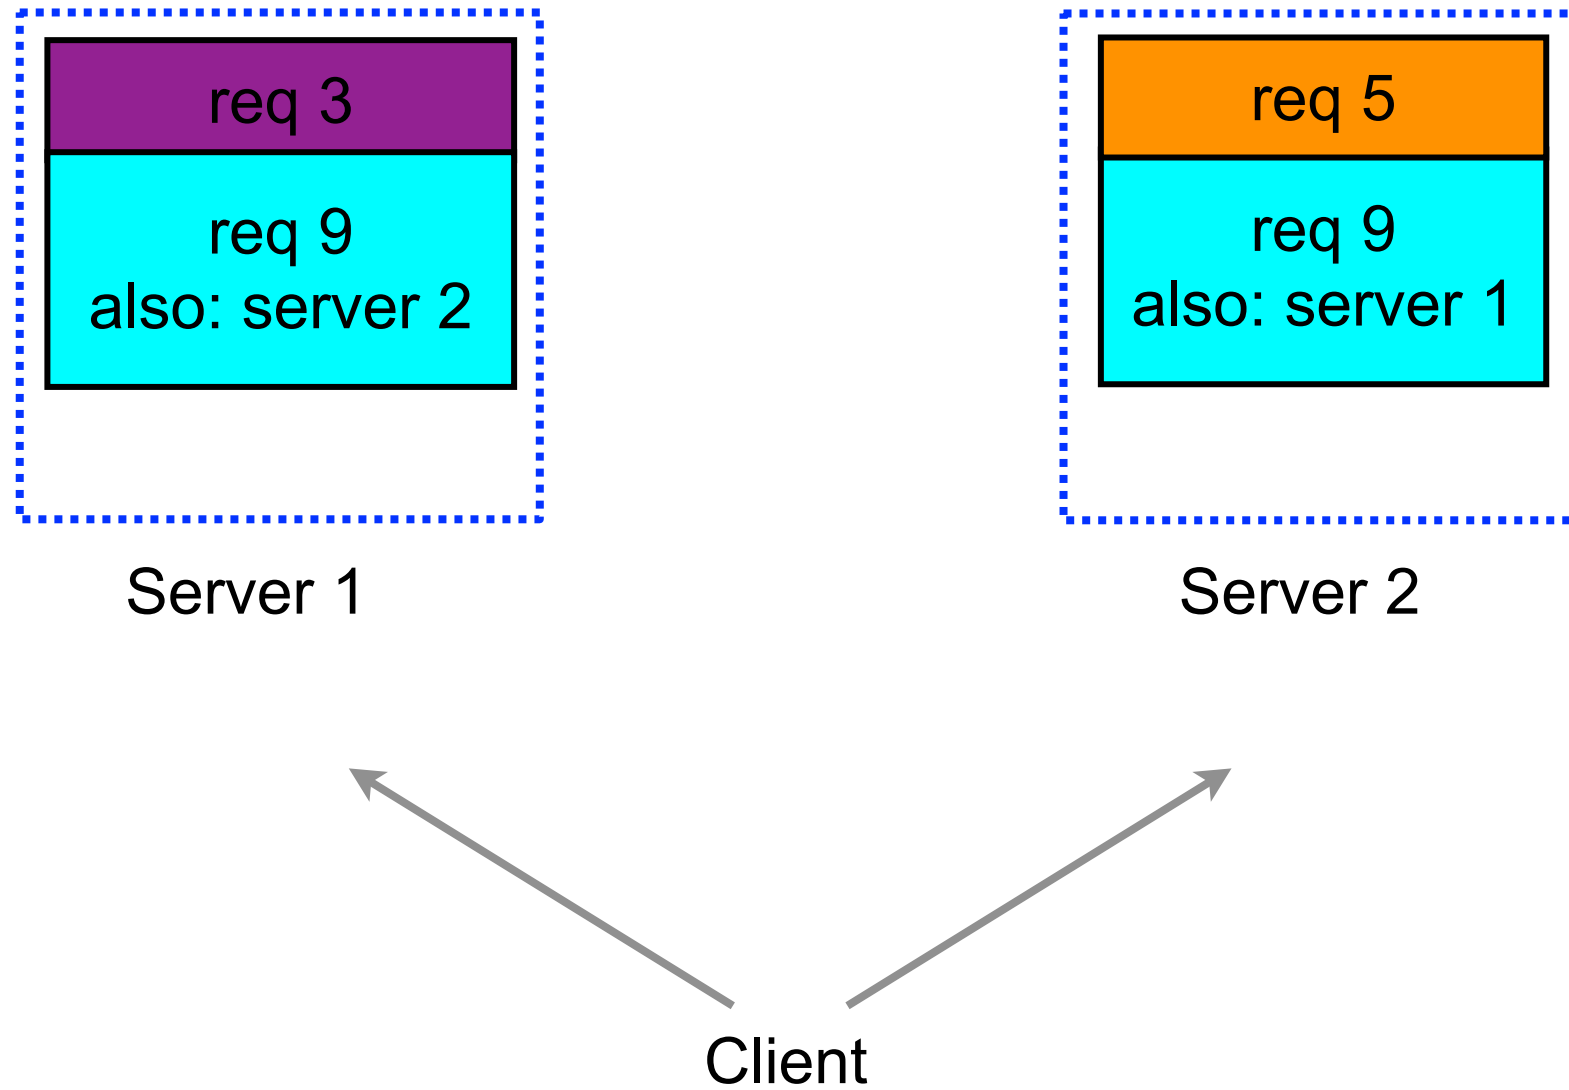 req 3
req 9
also: server 2
Server 1
req 5
req 9
also: server 1
Server 2
Client